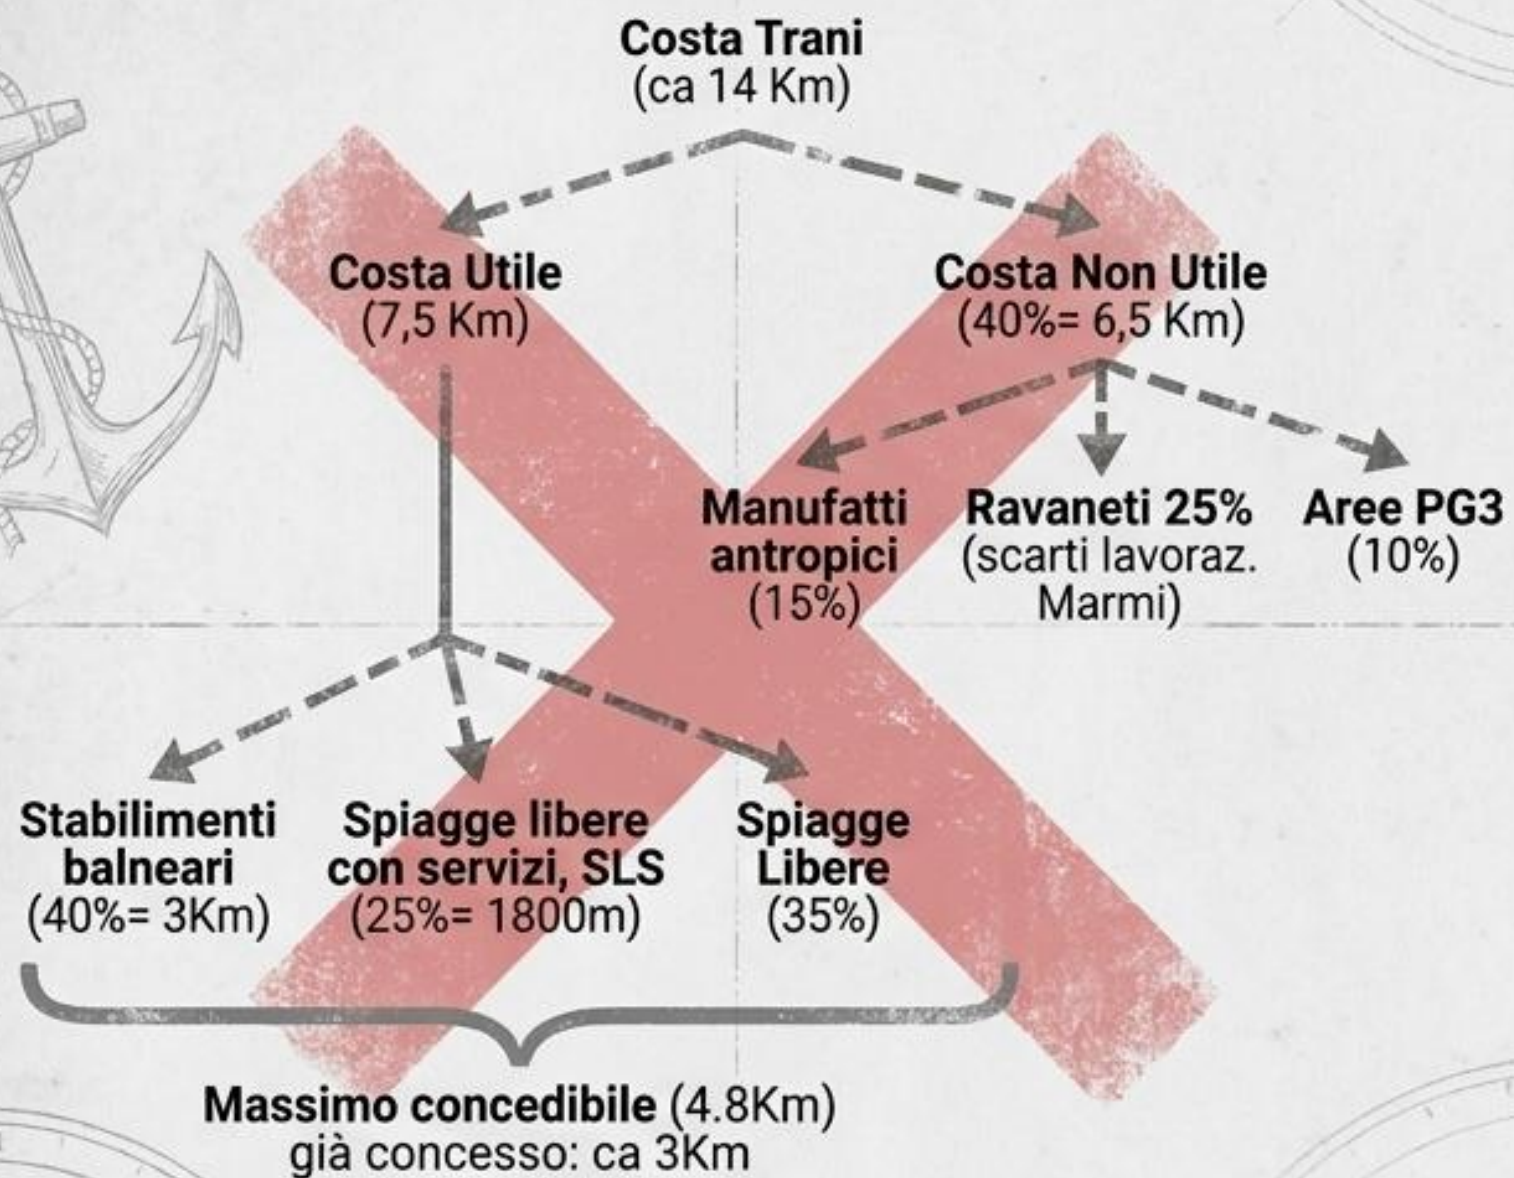 Costa Trani
(ca 14 Km)
Costa Utile
(7,5 Km)
Costa Non Utile
(40%= 6,5 Km)
Manufatti
antropici
(15%)
Ravaneti 25%
(scarti lavoraz.
Marmi)
Aree PG3
(10%)
Stabilimenti
balneari
(40%= 3Km)
Spiagge libere
con servizi, SLS
(25%= 1800m)
Spiagge
Libere
(35%)
Massimo concedibile (4.8Km)
già concesso: ca 3Km